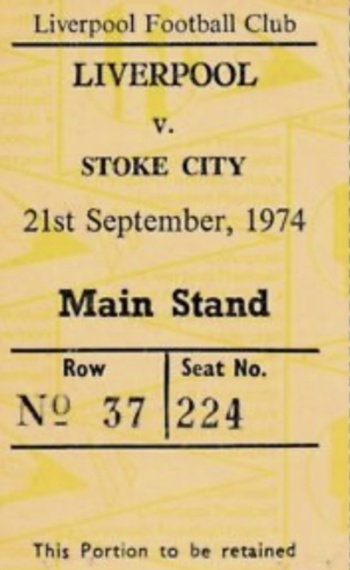 Liverpool Football Club
LIVERPOOL
v.
STOKE CITY
21st September, 1974
Main Stand
Row Seat No.
Nº 37 224
This Portion to be retained